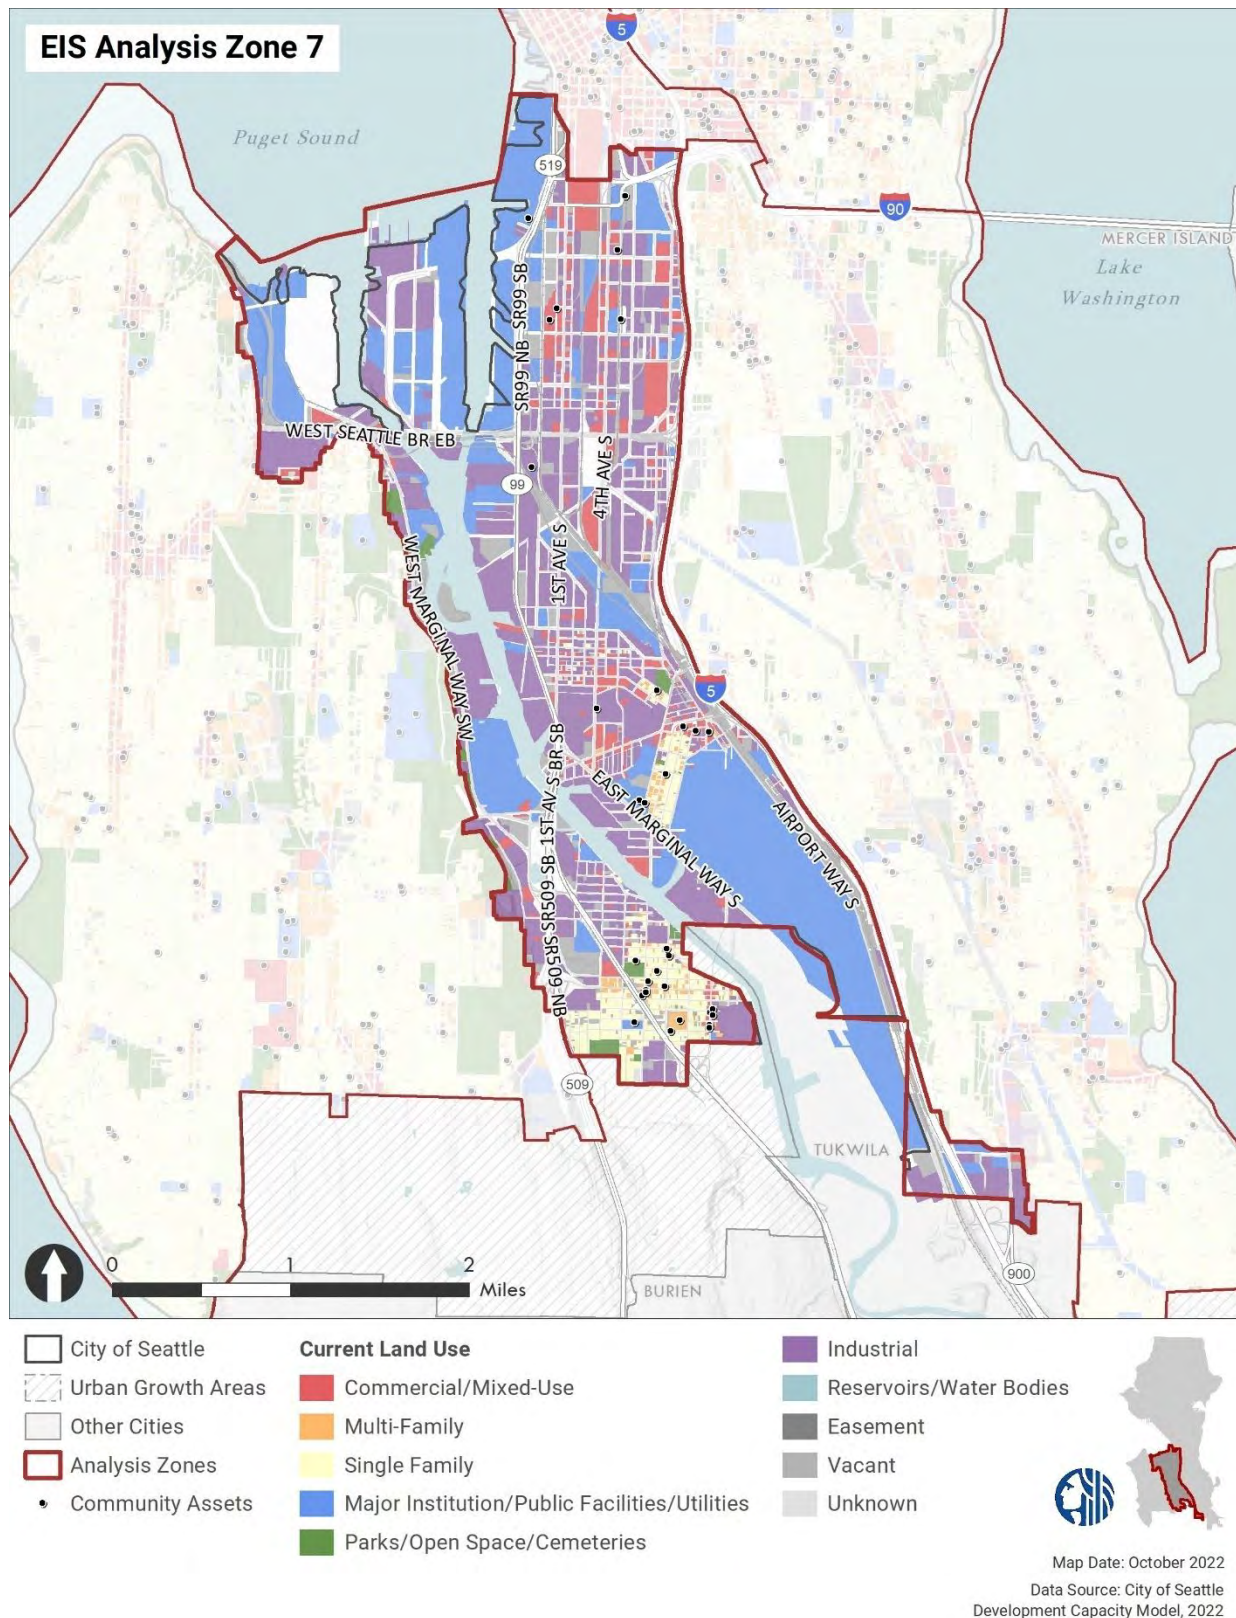 EIS Analysis Zone 7
5
Puget Sound
519
90
MERCER ISLAND
Lake
Washington
SR99 NB
SR99 SB
WEST SEATTLE BR EB
4TH AVE S
99
1ST AVE S
WEST MARGINAL WAY SW
5
1ST AV S BR SB
EAST MARGINAL WAY S
AIRPORT WAY S
SR509 SB
SR509 NB
509
TUKWILA
BURIEN
900
0 1 2
Miles
City of Seattle
Urban Growth Areas
Other Cities
Analysis Zones
Community Assets
Current Land Use
Commercial/Mixed-Use
Multi-Family
Single Family
Major Institution/Public Facilities/Utilities
Parks/Open Space/Cemeteries
Industrial
Reservoirs/Water Bodies
Easement
Vacant
Unknown
Map Date: October 2022
Data Source: City of Seattle
Development Capacity Model, 2022